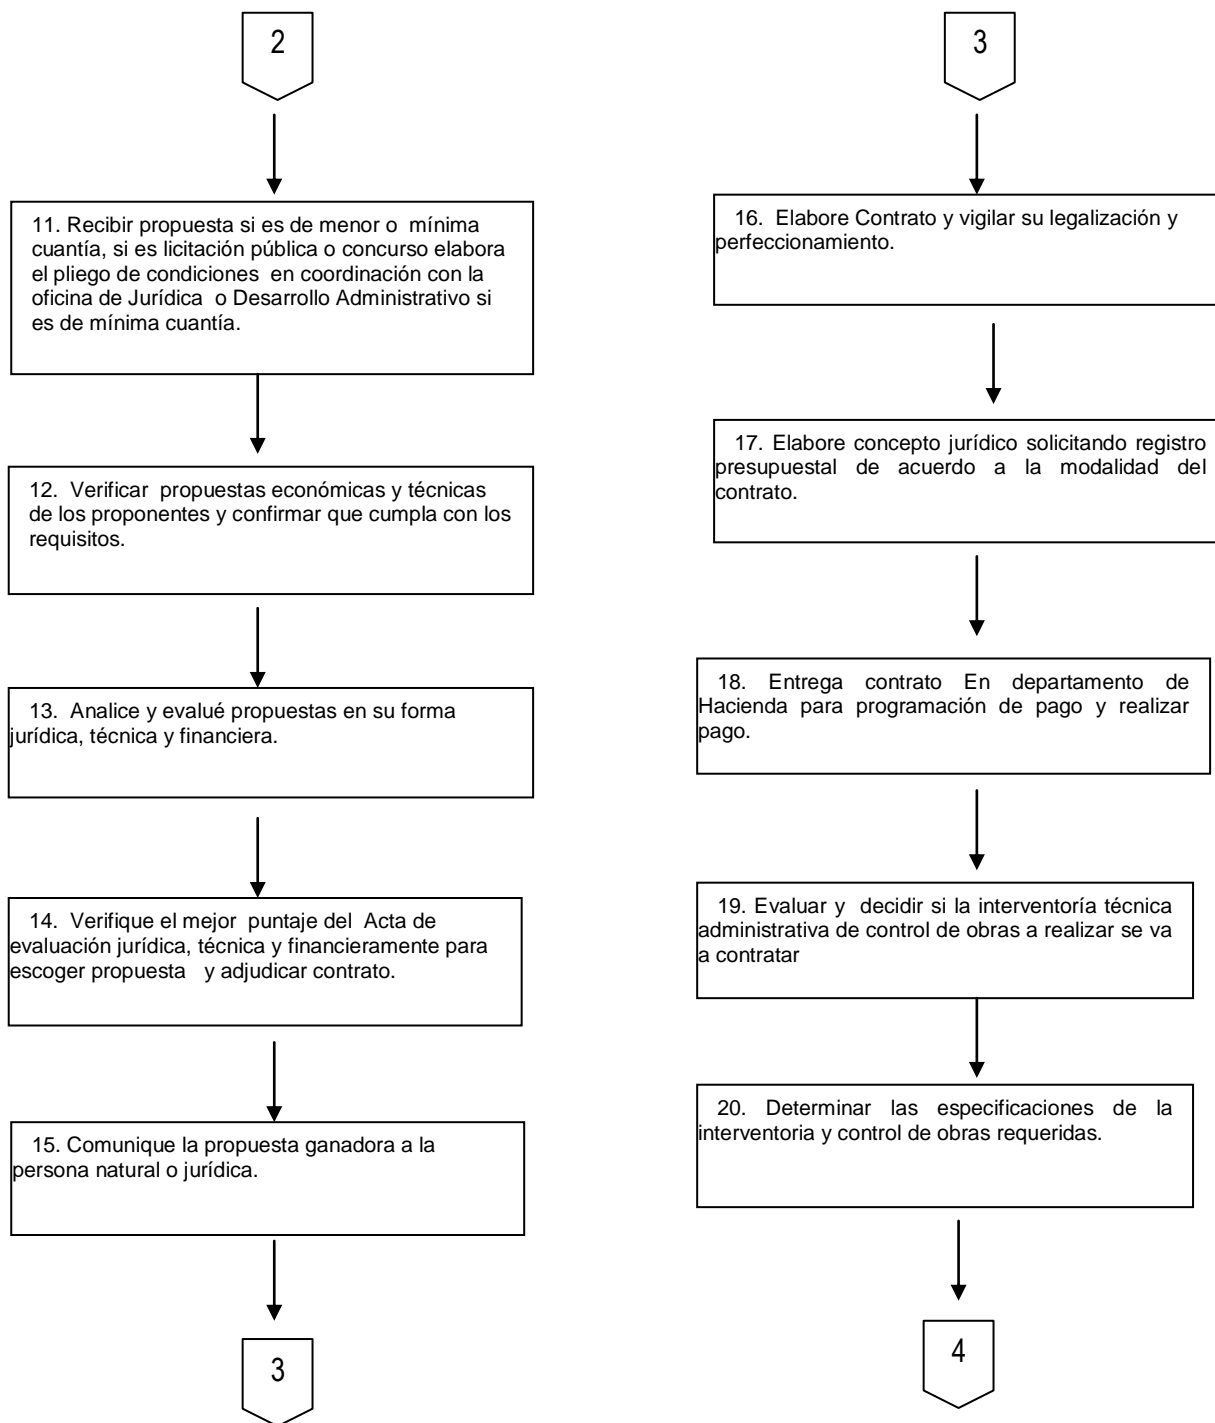 2
11. Recibir propuesta si es de menor o mínima
cuantía, si es licitación pública o concurso elabora
el pliego de condiciones en coordinación con la
oficina de Jurídica o Desarrollo Administrativo si
es de mínima cuantía.
12. Verificar propuestas económicas y técnicas
de los proponentes y confirmar que cumpla con los
requisitos.
13. Analice y evalué propuestas en su forma
jurídica, técnica y financiera.
14. Verifique el mejor puntaje del Acta de
evaluación jurídica, técnica y financieramente para
escoger propuesta y adjudicar contrato.
15. Comunique la propuesta ganadora a la
persona natural o jurídica.
3
3
16. Elabore Contrato y vigilar su legalización y
perfeccionamiento.
17. Elabore concepto jurídico solicitando registro
presupuestal de acuerdo a la modalidad del
contrato.
18. Entrega contrato En departamento de
Hacienda para programación de pago y realizar
pago.
19. Evaluar y decidir si la interventoría técnica
administrativa de control de obras a realizar se va
a contratar
20. Determinar las especificaciones de la
interventoria y control de obras requeridas.
4